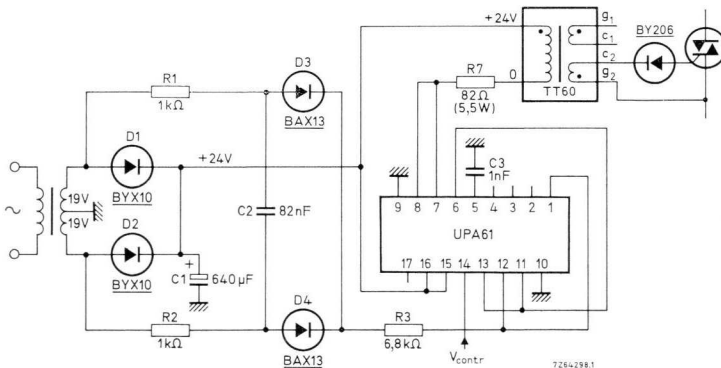 +24V
g1
c1
c2
g2
0
TT60
BY206
R7
82Ω
(5,5W)
D3
BAX13
R1
1kΩ
D1
BYX10
+24V
19V
19V
~
D2
BYX10
C2
82nF
C1
+
640µF
R2
1kΩ
D4
BAX13
R3
6,8kΩ
C3
1nF
9 8 7 6 5 4 3 2 1
UPA61
17 16 15 14 13 12 11 10
Vcontr
7Z64298.1